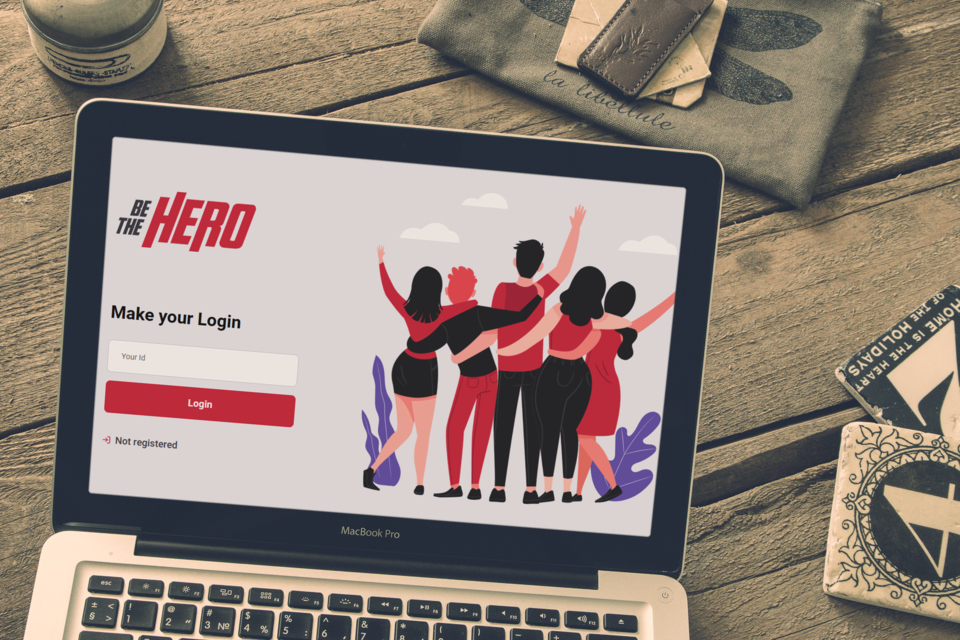 la libellule
BE
THE
HERO
Make your Login
Your Id
Login
Not registered
MacBook Pro
HOME IS THE HEART
OF THE HOLIDAYS
esc